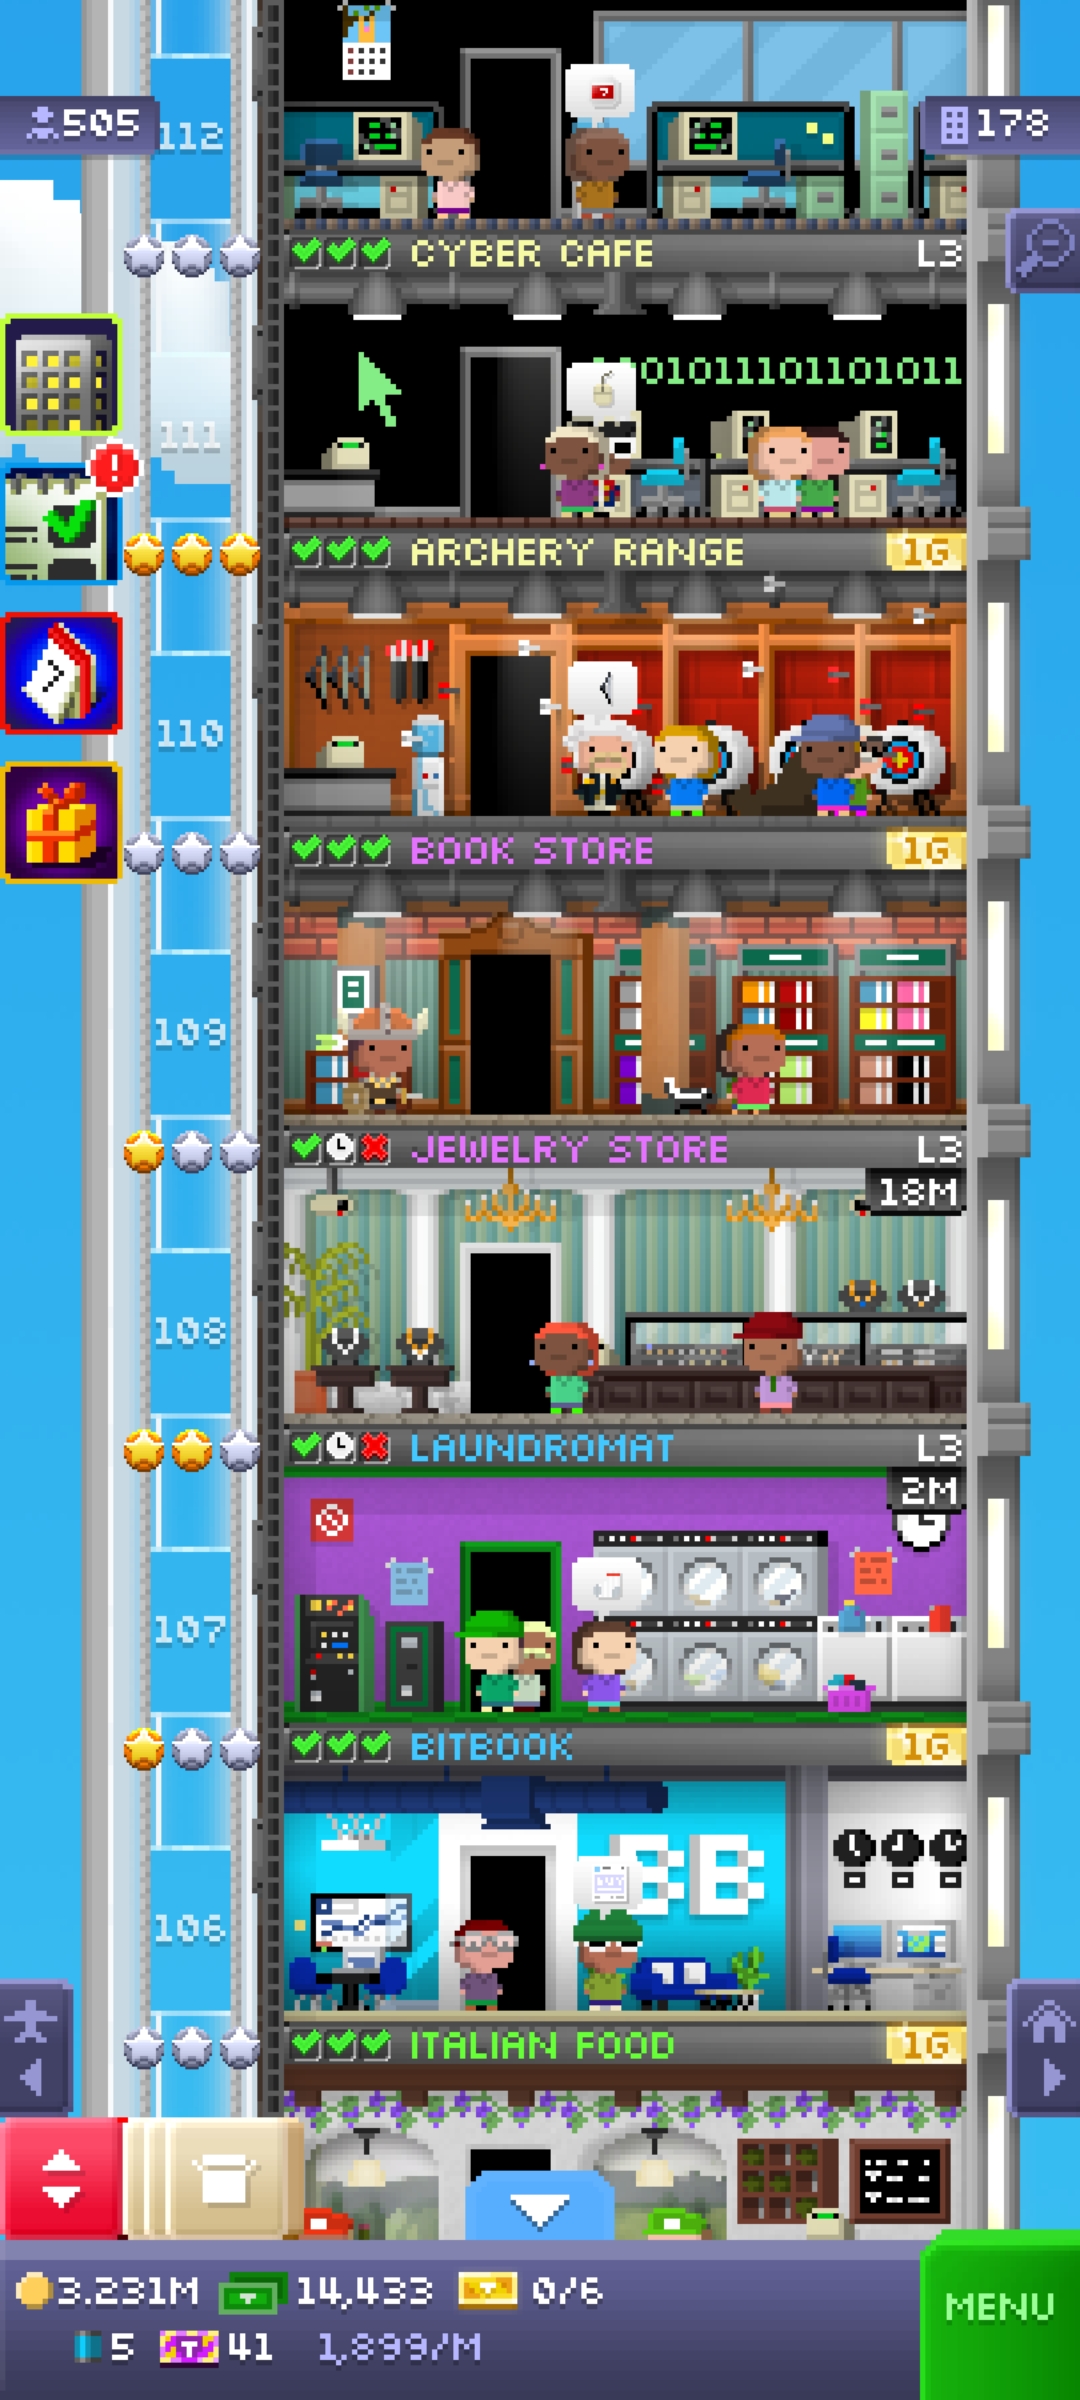 505
112
178
CYBER CAFE L3
01011101101011
111
ARCHERY RANGE 1G
110
BOOK STORE 1G
109
JEWELRY STORE L3
18M
108
LAUNDROMAT L3
2M
107
BITBOOK 1G
BB
106
ITALIAN FOOD 1G
3.231M 14,433 0/6
MENU
5 41 1,899/M